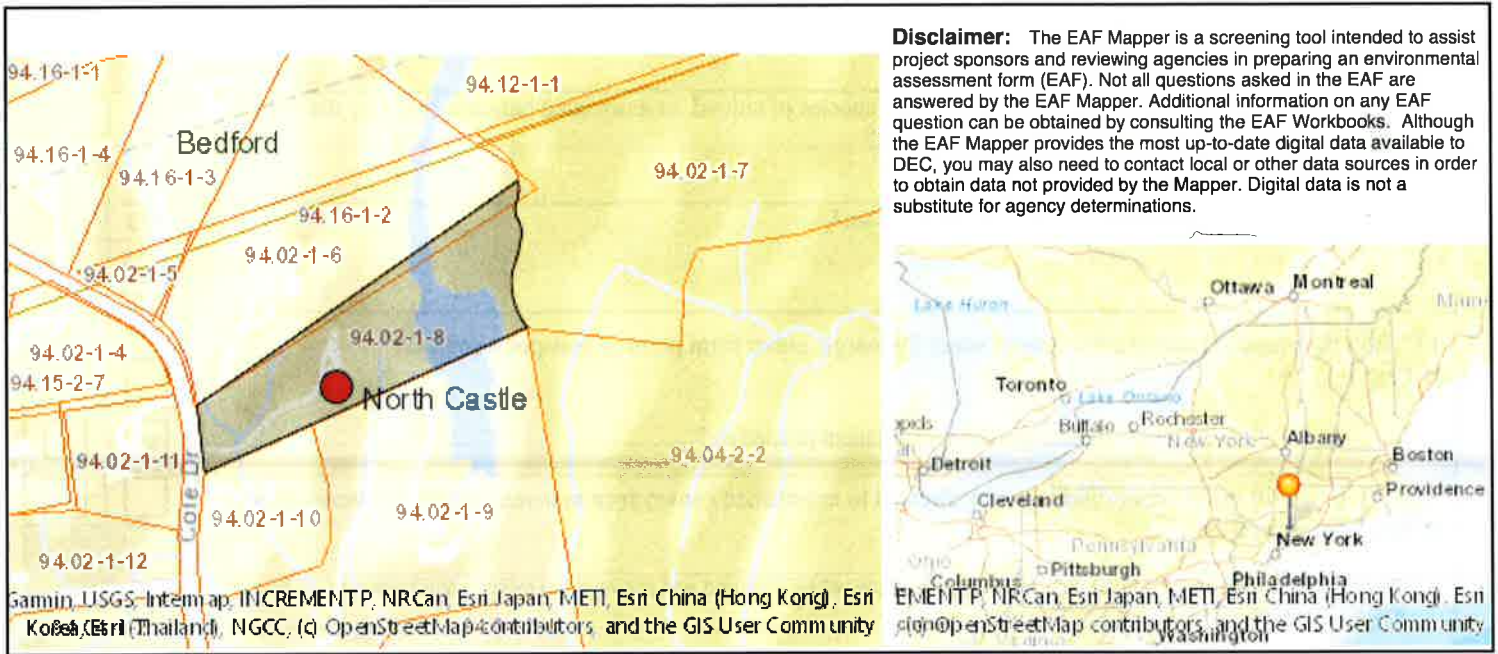 Disclaimer: The EAF Mapper is a screening tool intended to assist
project sponsors and reviewing agencies in preparing an environmental
assessment form (EAF). Not all questions asked in the EAF are
answered by the EAF Mapper. Additional information on any EAF
question can be obtained by consulting the EAF Workbooks. Although
the EAF Mapper provides the most up-to-date digital data available to
DEC, you may also need to contact local or other data sources in order
to obtain data not provided by the Mapper. Digital data is not a
substitute for agency determinations.
94.16-1-1
94.12-1-1
Bedford
94.16-1-4
94.16-1-3
94.02-1-7
94.16-1-2
94.02-1-6
94.02-1-5
94.02-1-8
94.02-1-4
94.15-2-7
North Castle
94.02-1-11
94.04-2-2
Cole Dr
94.02-1-10
94.02-1-9
94.02-1-12
Garmin, USGS, Intermap, INCREMENT P, NRCan, Esri Japan, METI, Esri China (Hong Kong), Esri
Korea, Esri (Thailand), NGCC, (c) OpenStreetMap contributors, and the GIS User Community
Ottawa
Montreal
Lake Huron
Toronto
Lake Ontario
Rochester
Buffalo
New York
Albany
Detroit
Boston
Providence
Cleveland
New York
Pennsylvania
Ohio
Pittsburgh
Columbus
Philadelphia
EMENT P, NRCan, Esri Japan, METI, Esri China (Hong Kong), Esri
OpenStreetMap contributors, and the GIS User Community
Washington